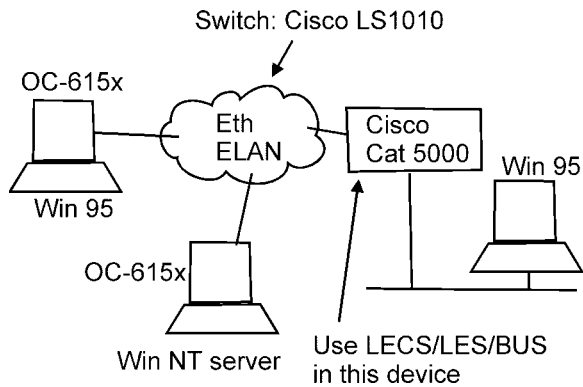 Switch: Cisco LS1010
OC-615x
Eth
ELAN
Cisco
Cat 5000
Win 95
Win 95
OC-615x
Win NT server
Use LECS/LES/BUS
in this device